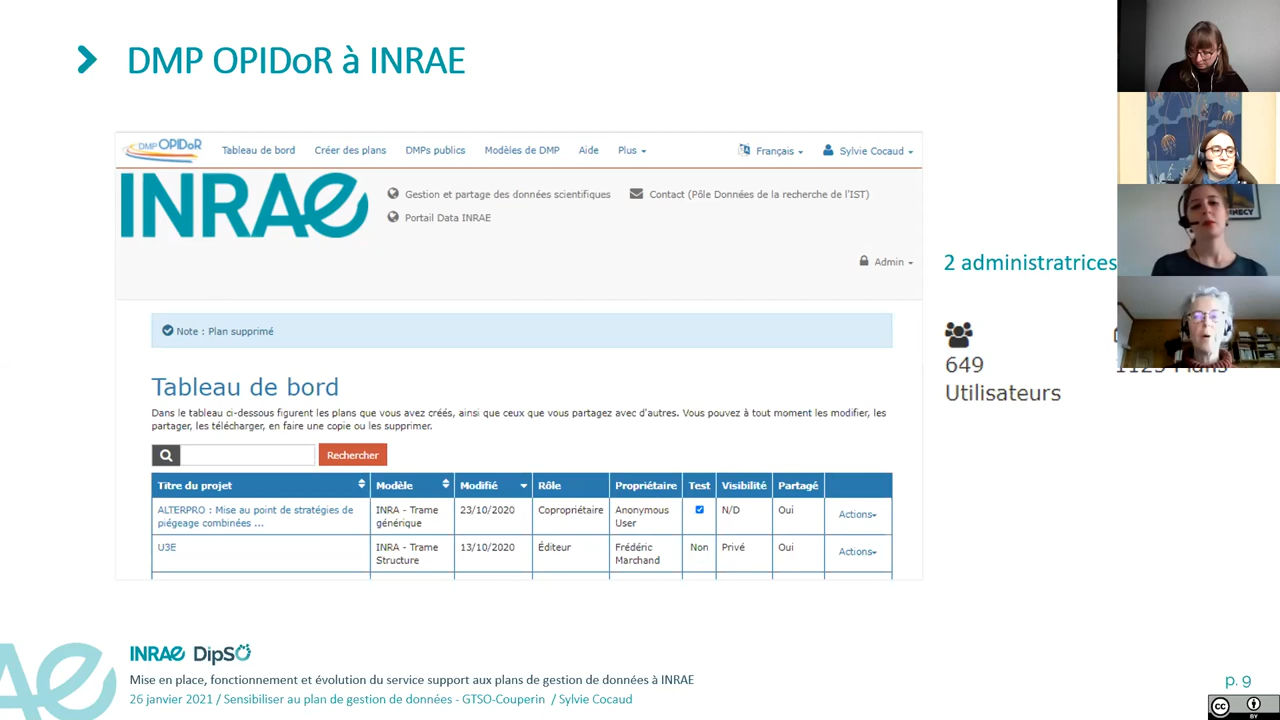 DMP OPIDoR à INRAE
DMP OPIDoR
Tableau de bord Créer des plans DMPs publics Modèles de DMP Aide Plus Français Sylvie Cocaud
INRAE
Gestion et partage des données scientifiques Contact (Pôle Données de la recherche de l'IST)
Portail Data INRAE
Admin
2 administratrices
Note : Plan supprimé
649
Utilisateurs
Plans
Tableau de bord
Dans le tableau ci-dessous figurent les plans que vous avez créés, ainsi que ceux que vous partagez avec d'autres. Vous pouvez à tout moment les modifier, les
partager, les télécharger, en faire une copie ou les supprimer.
Rechercher
Titre du projet Modèle Modifié Rôle Propriétaire Test Visibilité Partagé
ALTERPRO : Mise au point de stratégies de INRA - Trame 23/10/2020 Copropriétaire Anonymous N/D Oui Actions
piégeage combinées ... générique User
U3E INRA - Trame 13/10/2020 Éditeur Frédéric Non Privé Oui Actions
Structure Marchand
INRAE DipSO
Mise en place, fonctionnement et évolution du service support aux plans de gestion de données à INRAE
26 janvier 2021 / Sensibiliser au plan de gestion de données - GTSO-Couperin / Sylvie Cocaud
p. 9
cc BY